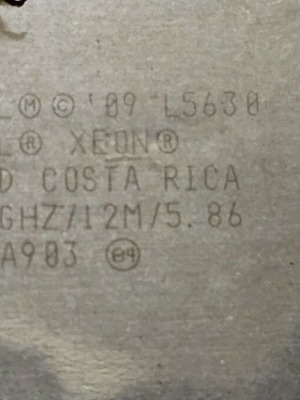 L Ⓜ © '09 L5630
L® XEON®
D COSTA RICA
GHZ/12M/5.86
A903 ⓔ4